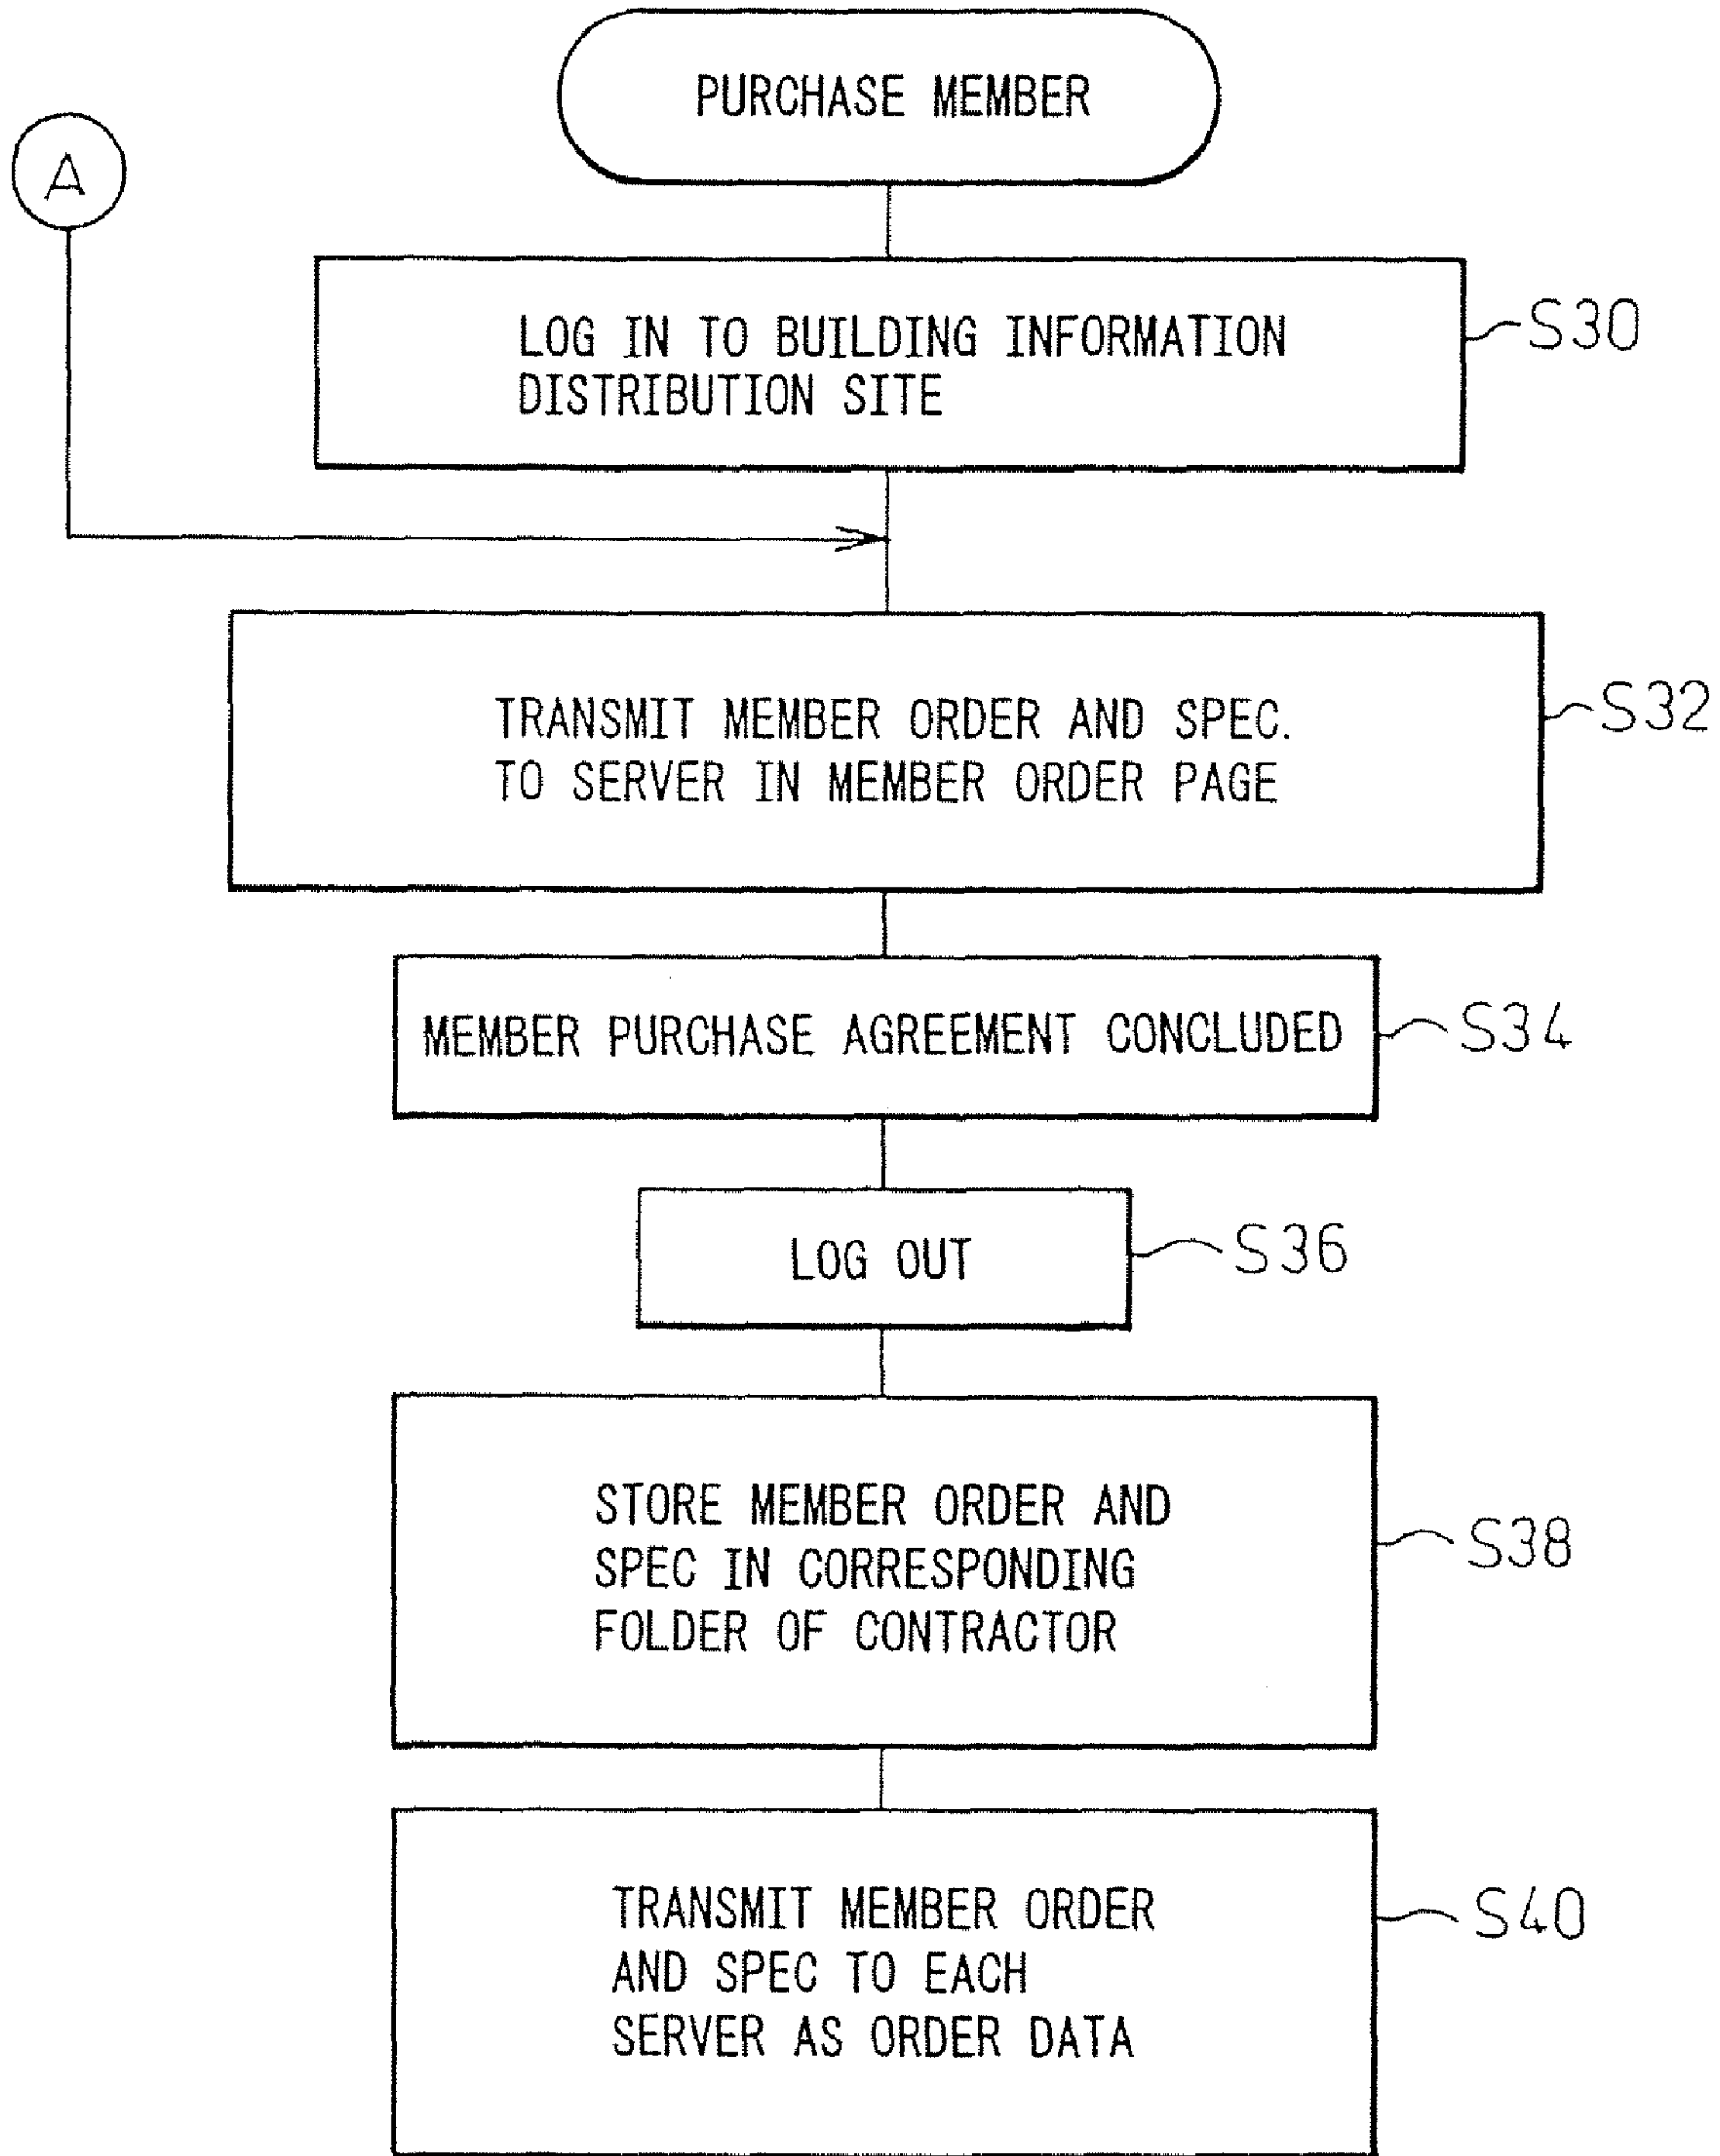 PURCHASE MEMBER
A
LOG IN TO BUILDING INFORMATION
DISTRIBUTION SITE
S30
TRANSMIT MEMBER ORDER AND SPEC.
TO SERVER IN MEMBER ORDER PAGE
S32
MEMBER PURCHASE AGREEMENT CONCLUDED
S34
LOG OUT
S36
STORE MEMBER ORDER AND
SPEC IN CORRESPONDING
FOLDER OF CONTRACTOR
S38
TRANSMIT MEMBER ORDER
AND SPEC TO EACH
SERVER AS ORDER DATA
S40